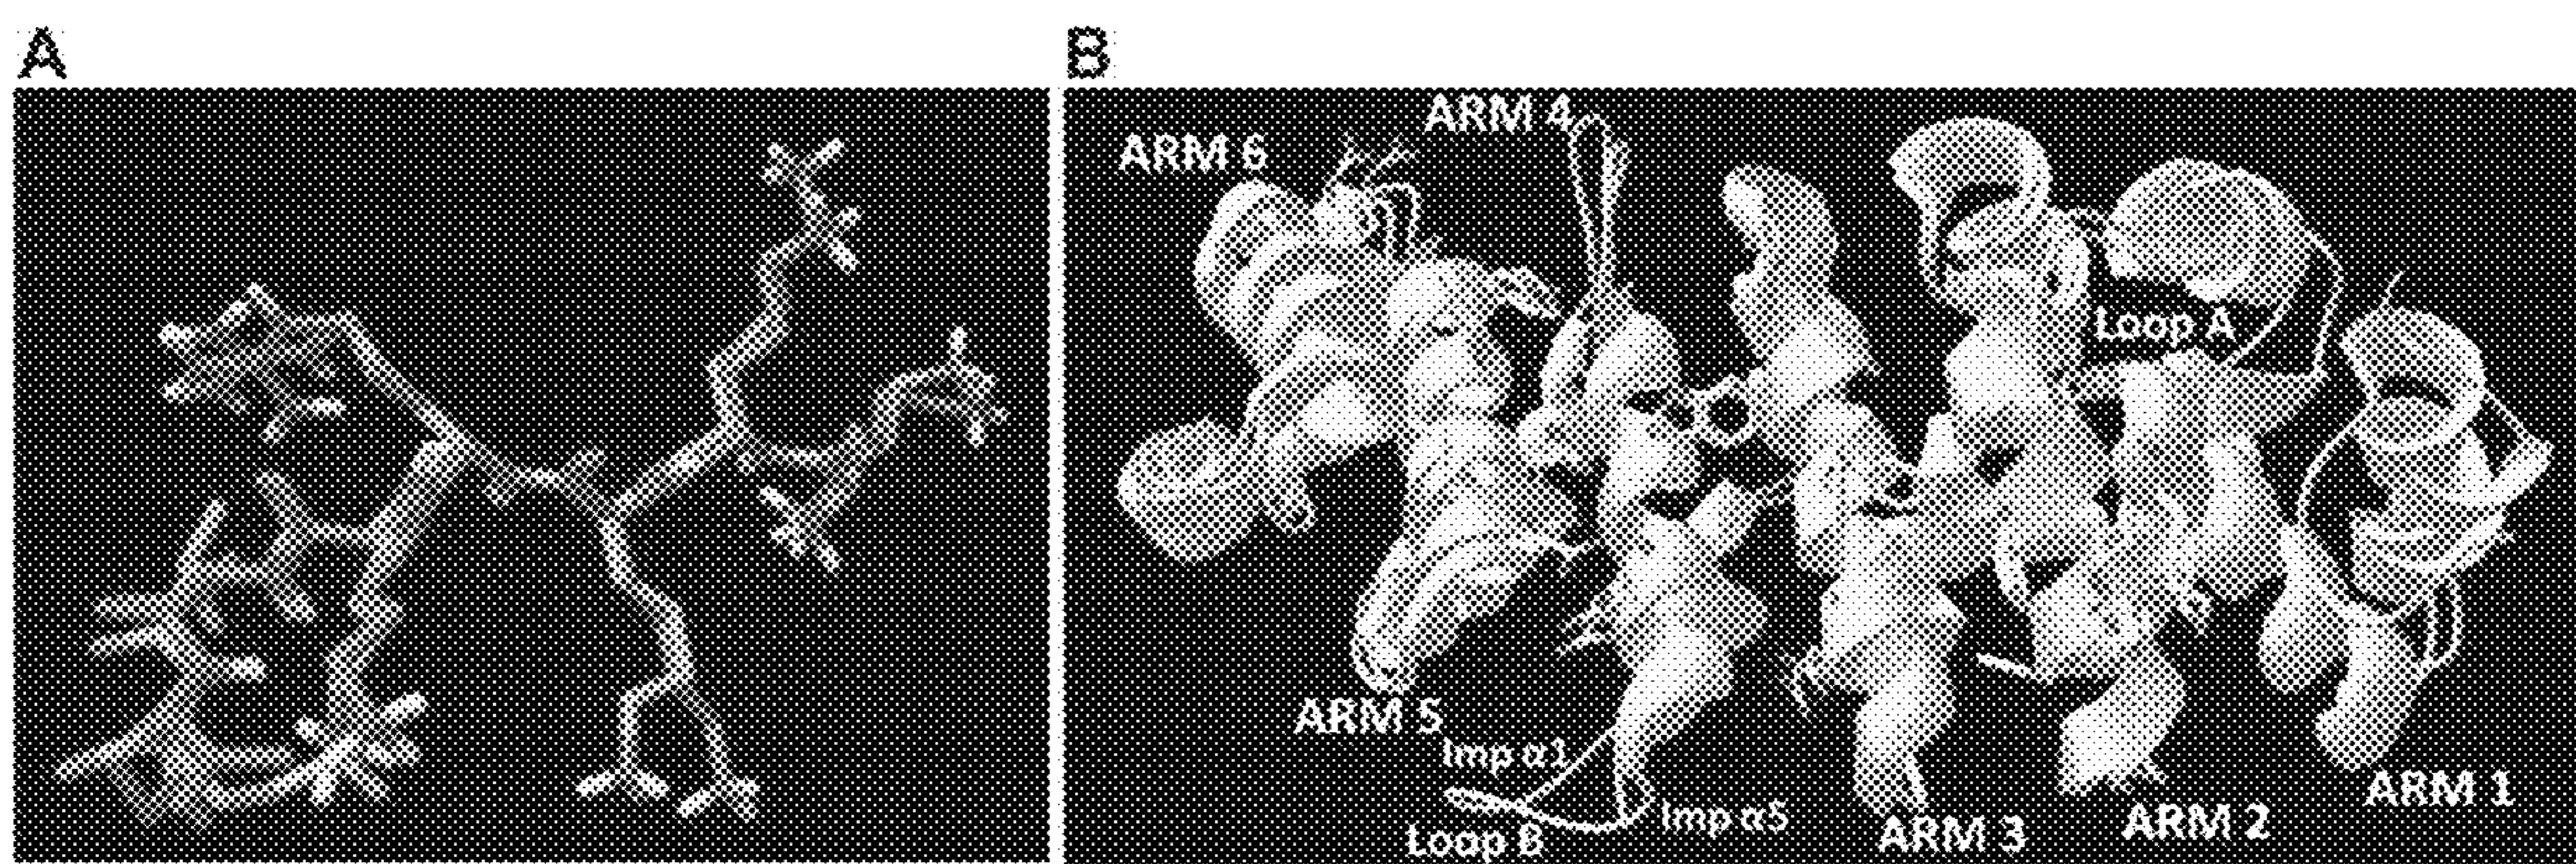 A
B
ARM 4
ARM 6
Loop A
ARM 5
Imp α1
ARM 1
Imp α5
ARM 2
Loop B
ARM 3